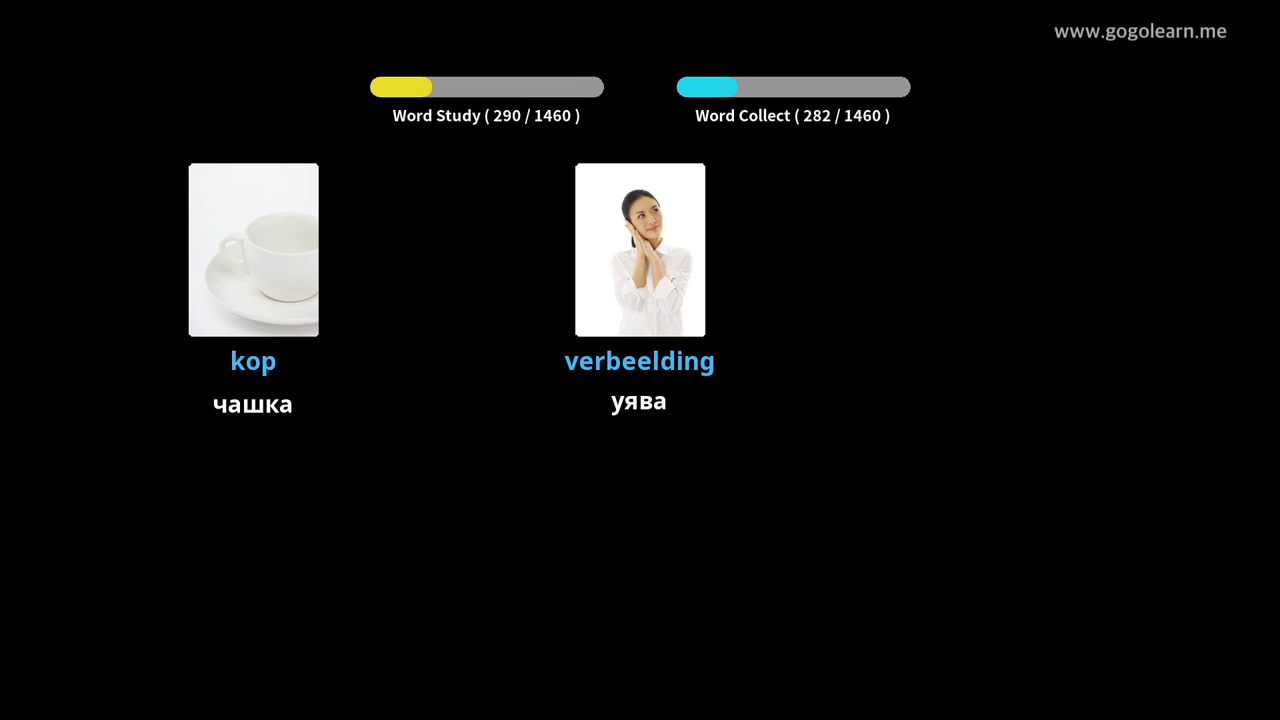 www.gogolearn.me
Word Study ( 290 / 1460 )
Word Collect ( 282 / 1460 )
kop
verbeelding
чашка
уява